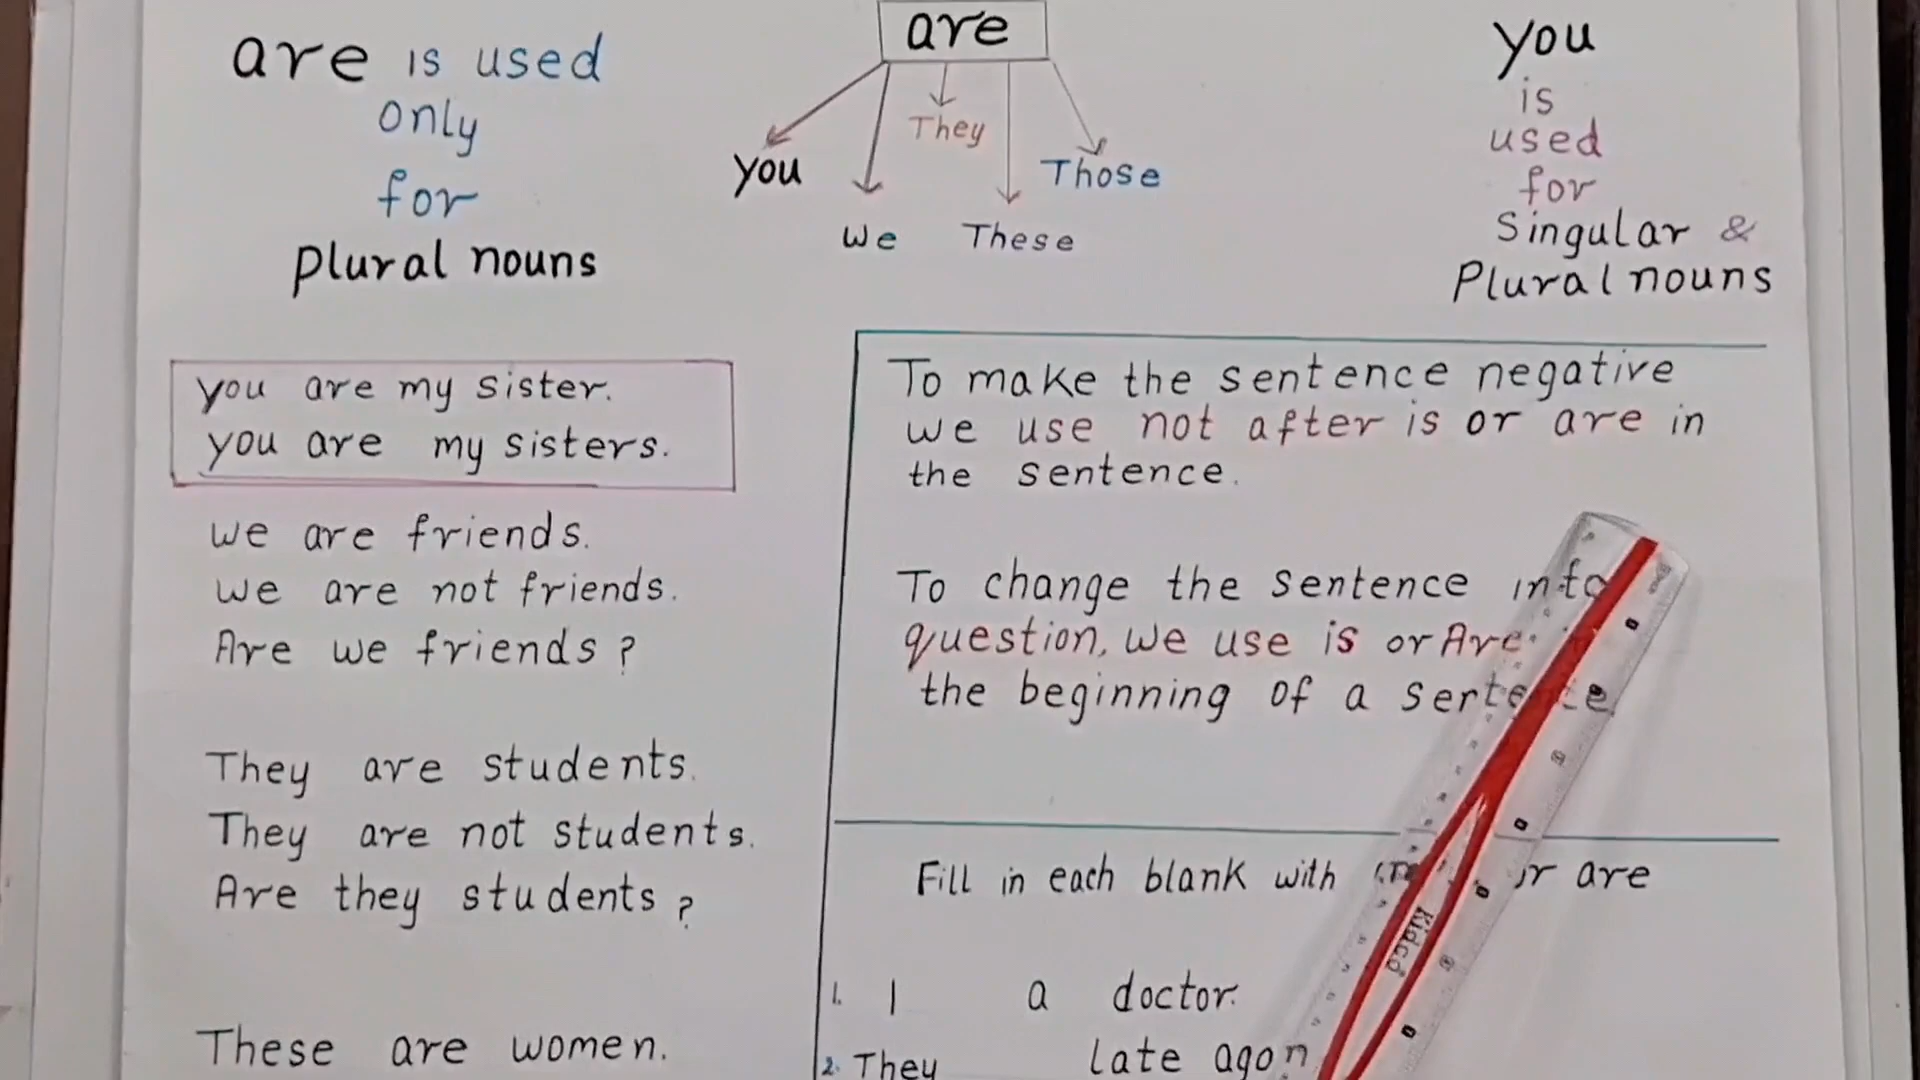 are is used
only
for
plural nouns
are
you
They
Those
We
These
you
is
used
for
Singular &
Plural nouns
you are my sister.
you are my sisters.
we are friends.
we are not friends.
Are we friends?
They are students.
They are not students.
Are they students?
These are women.
To make the sentence negative
we use not after is or are in
the sentence.
To change the sentence into
question, we use is or Are
the beginning of a
Fill in each blank with are
1. I a doctor.
2. They late agon
Kidco